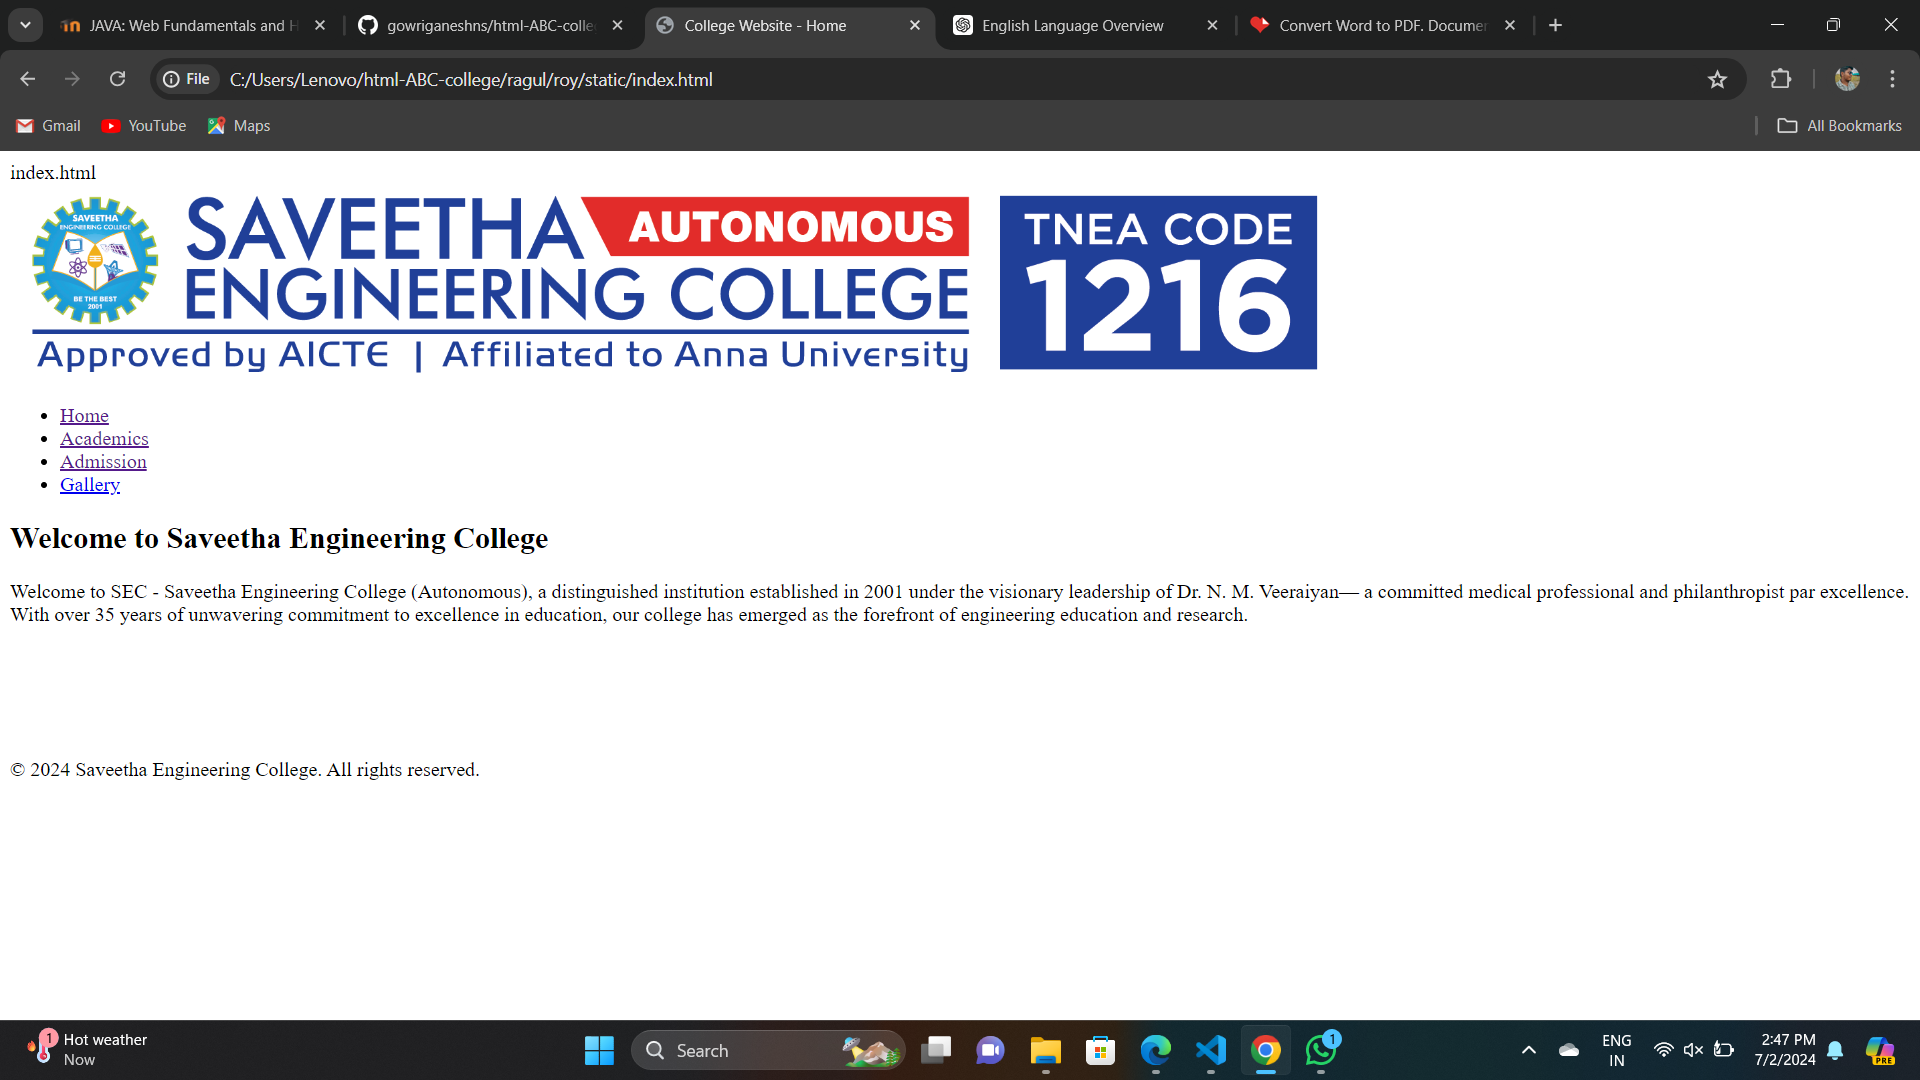 JAVA: Web Fundamentals and H
gowriganeshns/html-ABC-colle
College Website - Home
English Language Overview
Convert Word to PDF. Documen
File
C:/Users/Lenovo/html-ABC-college/ragul/roy/static/index.html
Gmail
YouTube
Maps
All Bookmarks
index.html
SAVEETHA
ENGINEERING COLLEGE
BE THE BEST
2001
SAVEETHA AUTONOMOUS
ENGINEERING COLLEGE
Approved by AICTE | Affiliated to Anna University
TNEA CODE
1216
• Home
• Academics
• Admission
• Gallery
Welcome to Saveetha Engineering College
Welcome to SEC - Saveetha Engineering College (Autonomous), a distinguished institution established in 2001 under the visionary leadership of Dr. N. M. Veeraiyan— a committed medical professional and philanthropist par excellence.
With over 35 years of unwavering commitment to excellence in education, our college has emerged as the forefront of engineering education and research.
© 2024 Saveetha Engineering College. All rights reserved.
1
Hot weather
Now
Search
1
ENG
IN
2:47 PM
7/2/2024
PRE